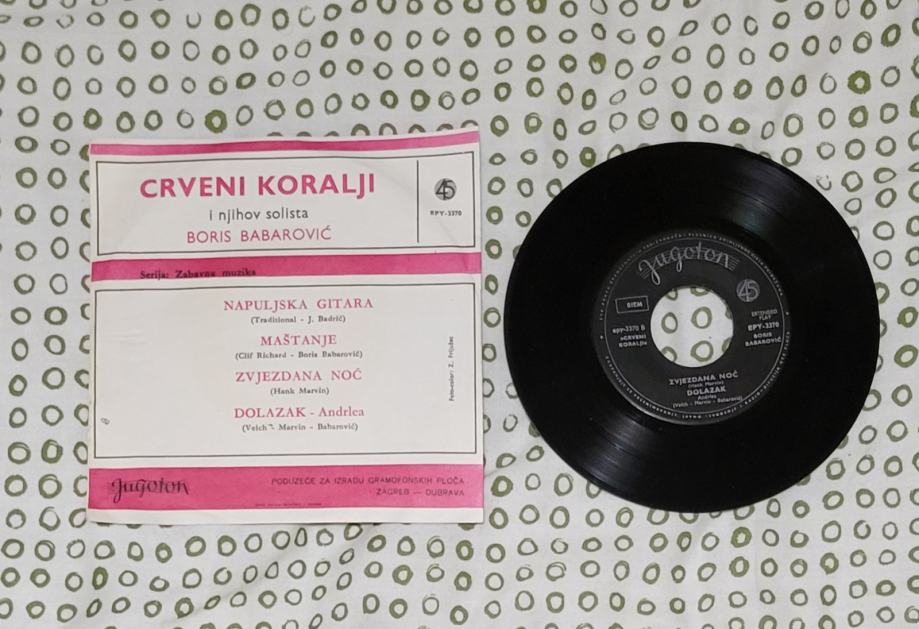 CRVENI KORALJI
i njihov solista
BORIS BABAROVIĆ
45
EPY-3370
Serija: Zabavna muzika
NAPULJSKA GITARA
(Traditional - J. Badrić)
MAŠTANJE
(Clif Richard - Boris Babarović)
ZVJEZDANA NOĆ
(Hank Marvin)
DOLAZAK - Andrlea
(Velch - Marvin - Babarović)
Foto-color: Z.
Jugoton
PODUZEĆE ZA IZRADU GRAMOFONSKIH PLOČA
ZAGREB — DUBRAVA
Jugoton
45
BIEM
EXTENDED
PLAY
epy-3370 B
EPY-3370
»CRVENI
KORALJI«
BORIS
BABAROVIĆ
ZVJEZDANA NOĆ
(Hank Marvin)
DOLAZAK
Andrlea
(Velch - Marvin - Babarović)